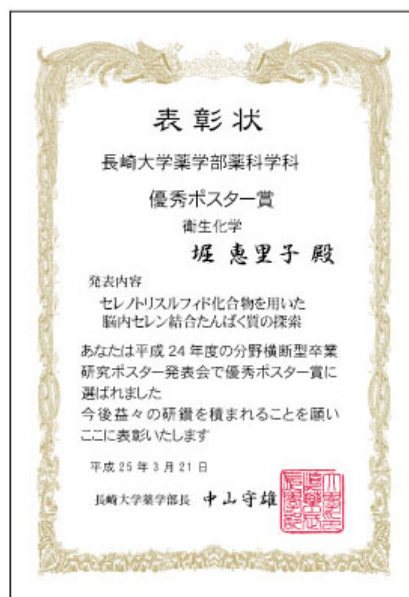 表彰状
長崎大学薬学部薬科学科
優秀ポスター賞
衛生化学
堀 恵里子 殿
発表内容
セレノトリスルフィド化合物を用いた
脳内セレン結合たんぱく質の探索
あなたは平成24年度の分野横断型卒業
研究ポスター発表会で優秀ポスター賞に
選ばれました
今後益々の研鑽を積まれることを願い
ここに表彰いたします
平成25年3月21日
長崎大学薬学部長 中山守雄